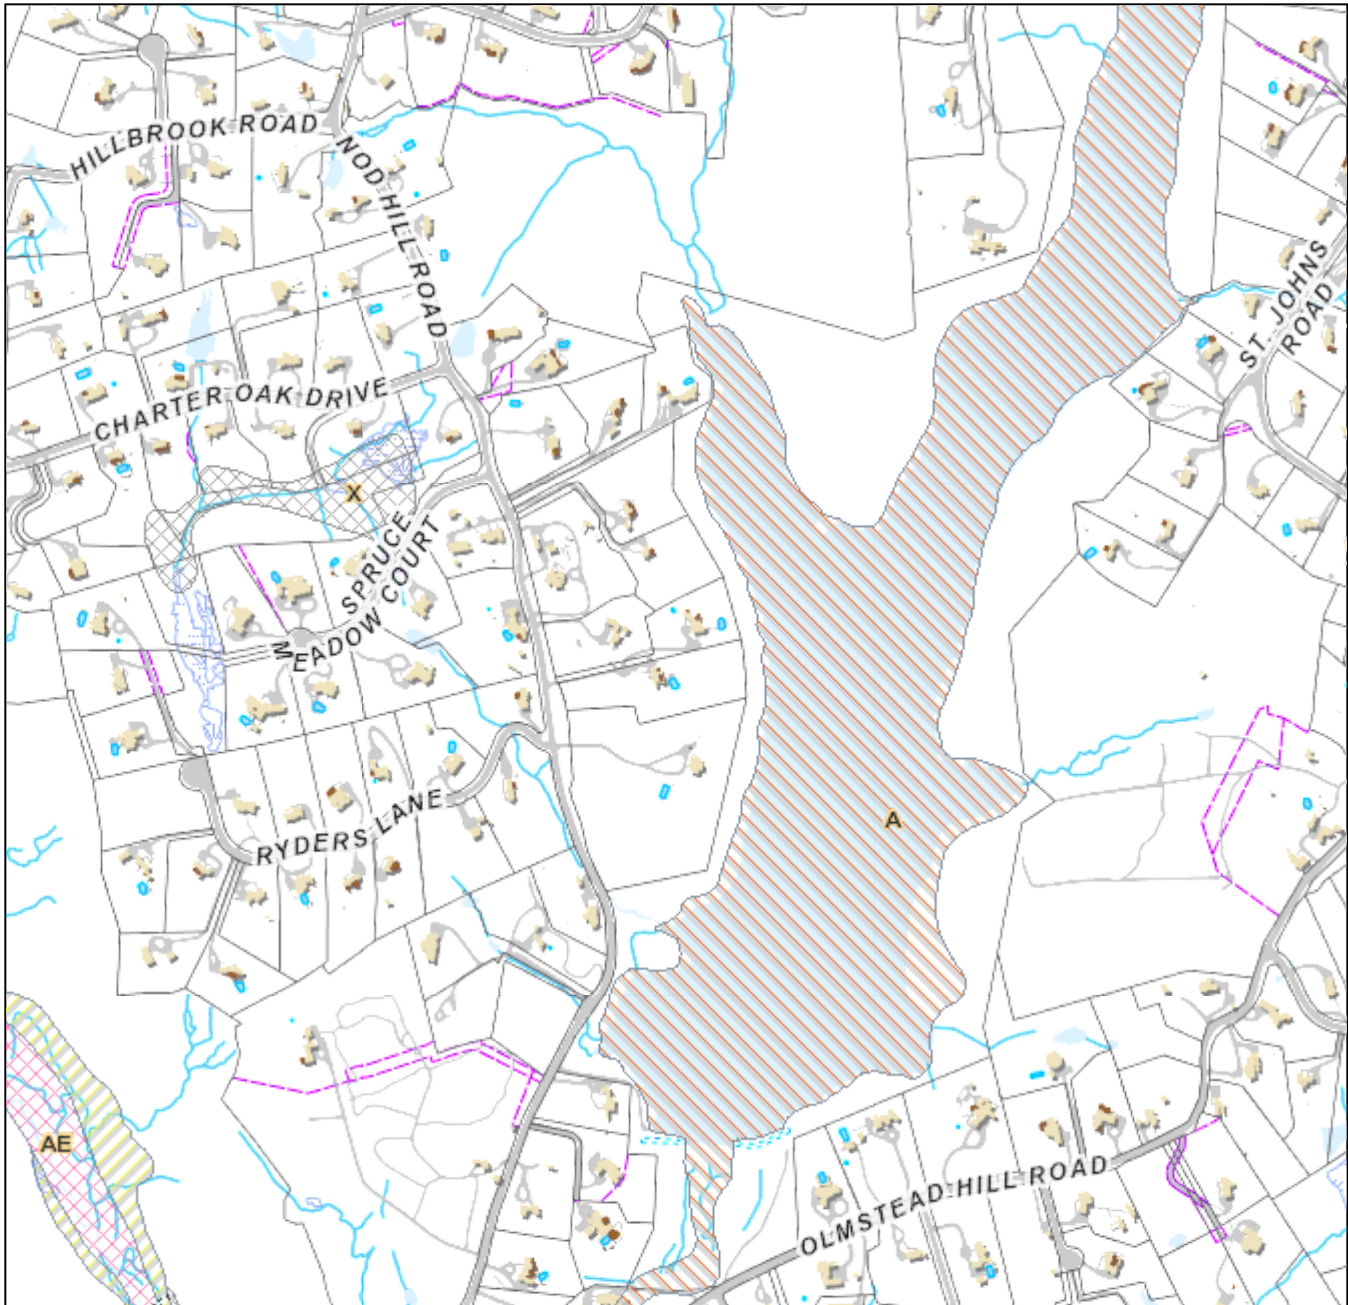 HILLBROOK ROAD
NOD HILL ROAD
ST. JOHNS
ROAD
CHARTER OAK DRIVE
X
SPRUCE
MEADOW COURT
A
RYDERS LANE
AE
OLMSTEAD HILL ROAD